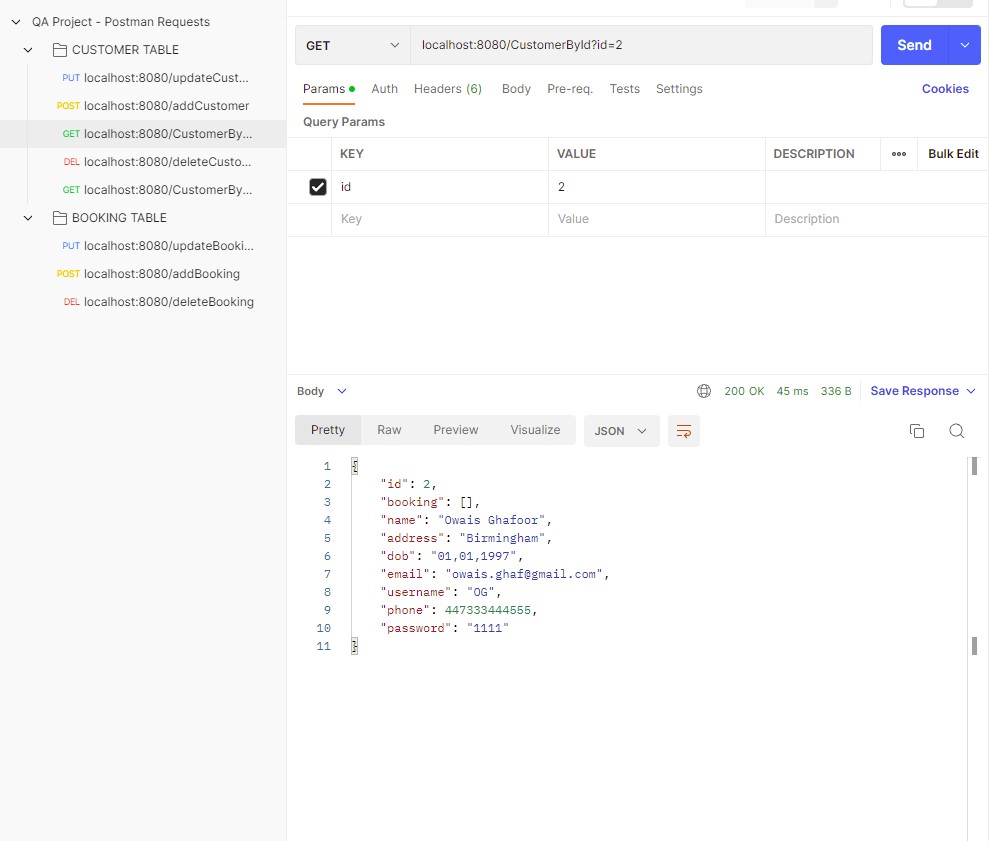 QA Project - Postman Requests
CUSTOMER TABLE
PUT localhost:8080/updateCust...
POST localhost:8080/addCustomer
GET localhost:8080/CustomerBy...
DEL localhost:8080/deleteCusto...
GET localhost:8080/CustomerBy...
BOOKING TABLE
PUT localhost:8080/updateBooki...
POST localhost:8080/addBooking
DEL localhost:8080/deleteBooking
GET localhost:8080/CustomerById?id=2 Send
Params Auth Headers (6) Body Pre-req. Tests Settings Cookies
Query Params
KEY VALUE DESCRIPTION ••• Bulk Edit
id 2
Key Value Description
Body 200 OK 45 ms 336 B Save Response
Pretty Raw Preview Visualize JSON
1 {
2 "id": 2,
3 "booking": [],
4 "name": "Owais Ghafoor",
5 "address": "Birmingham",
6 "dob": "01,01,1997",
7 "email": "owais.ghaf@gmail.com",
8 "username": "OG",
9 "phone": 447333444555,
10 "password": "1111"
11 }